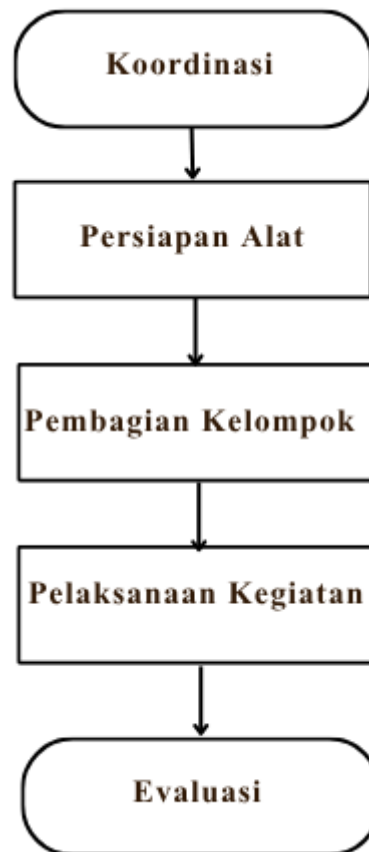 Koordinasi
Persiapan Alat
Pembagian Kelompok
Pelaksanaan Kegiatan
Evaluasi